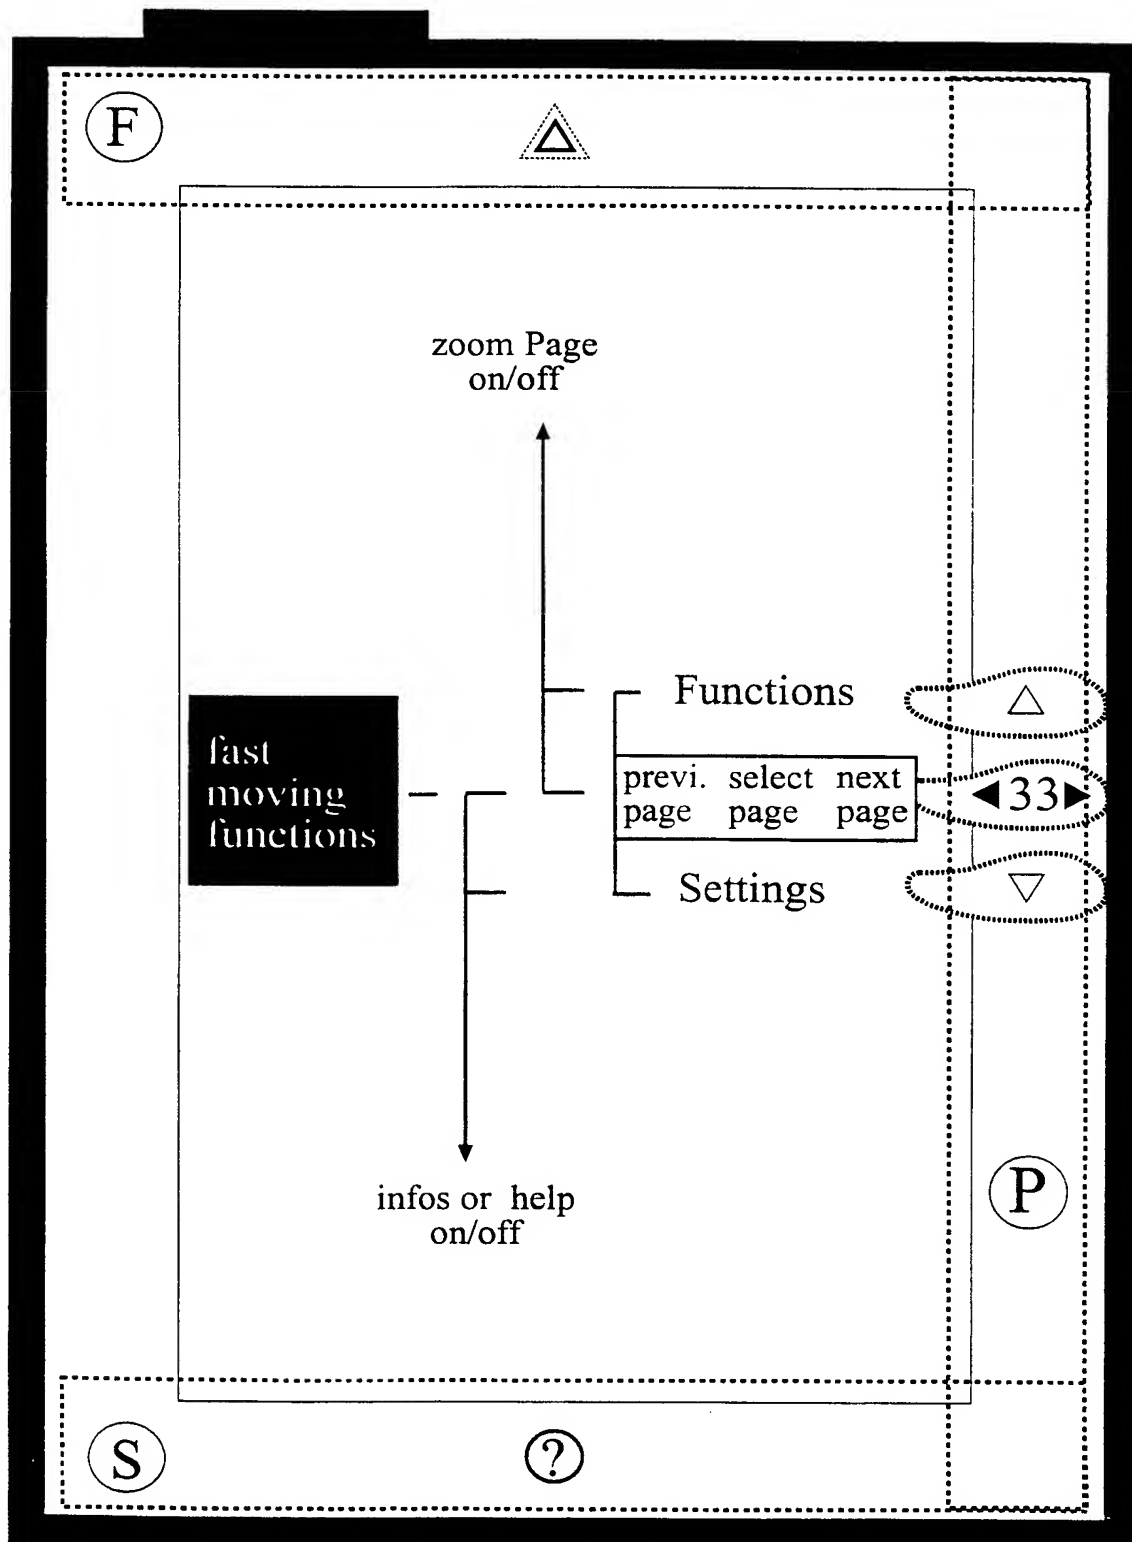 F
zoom Page
on/off
Functions
fast
moving
functions
previ. select next
page page page
◀33▶
Settings
P
infos or help
on/off
S
?